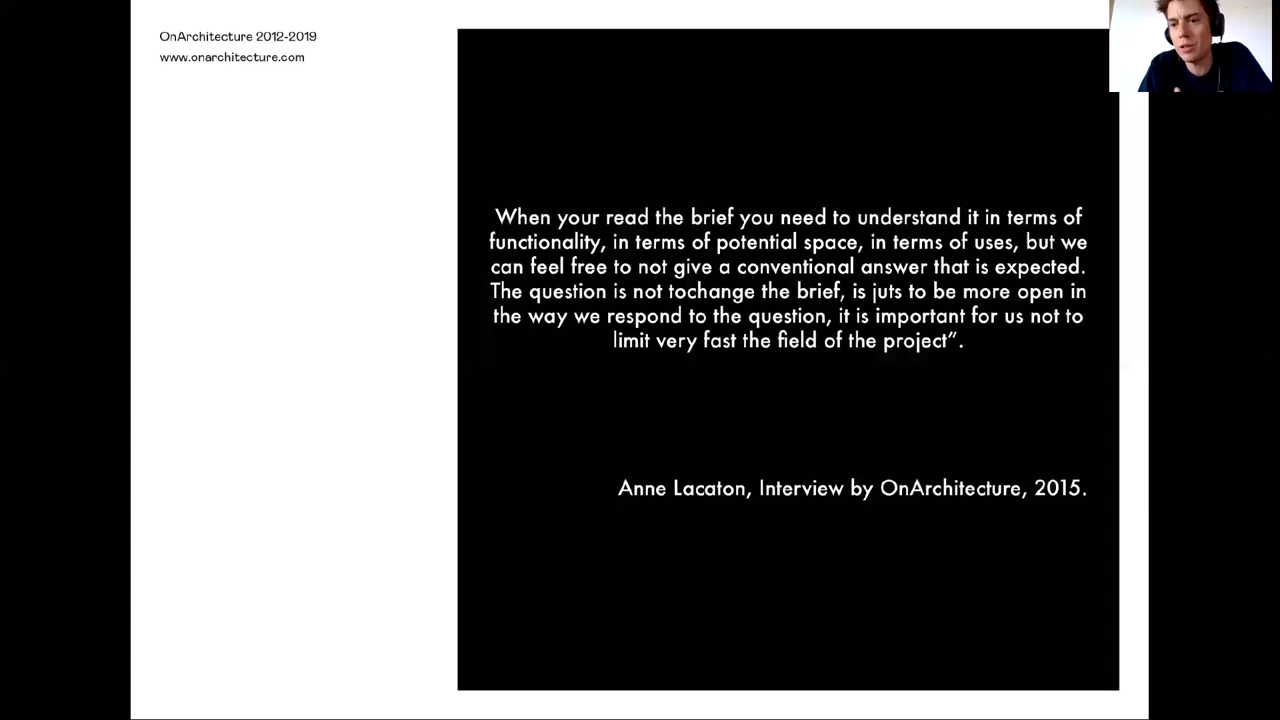 OnArchitecture 2012-2019
www.onarchitecture.com
When your read the brief you need to understand it in terms of
functionality, in terms of potential space, in terms of uses, but we
can feel free to not give a conventional answer that is expected.
The question is not tochange the brief, is juts to be more open in
the way we respond to the question, it is important for us not to
limit very fast the field of the project”.
Anne Lacaton, Interview by OnArchitecture, 2015.